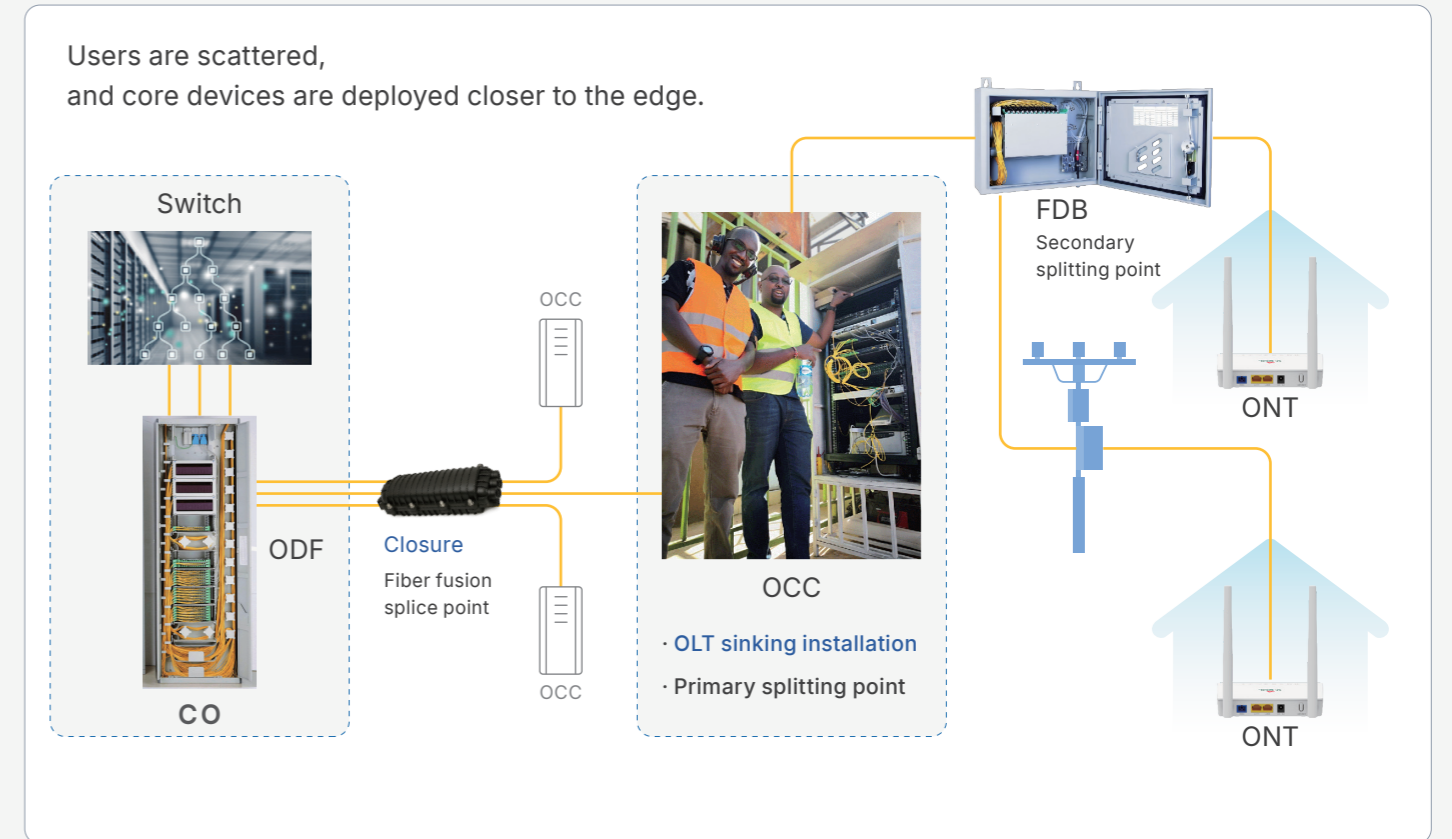 Users are scattered,
and core devices are deployed closer to the edge.
Switch
ODF
CO
Closure
Fiber fusion
splice point
OCC
OCC
OCC
· OLT sinking installation
· Primary splitting point
FDB
Secondary
splitting point
ONT
ONT